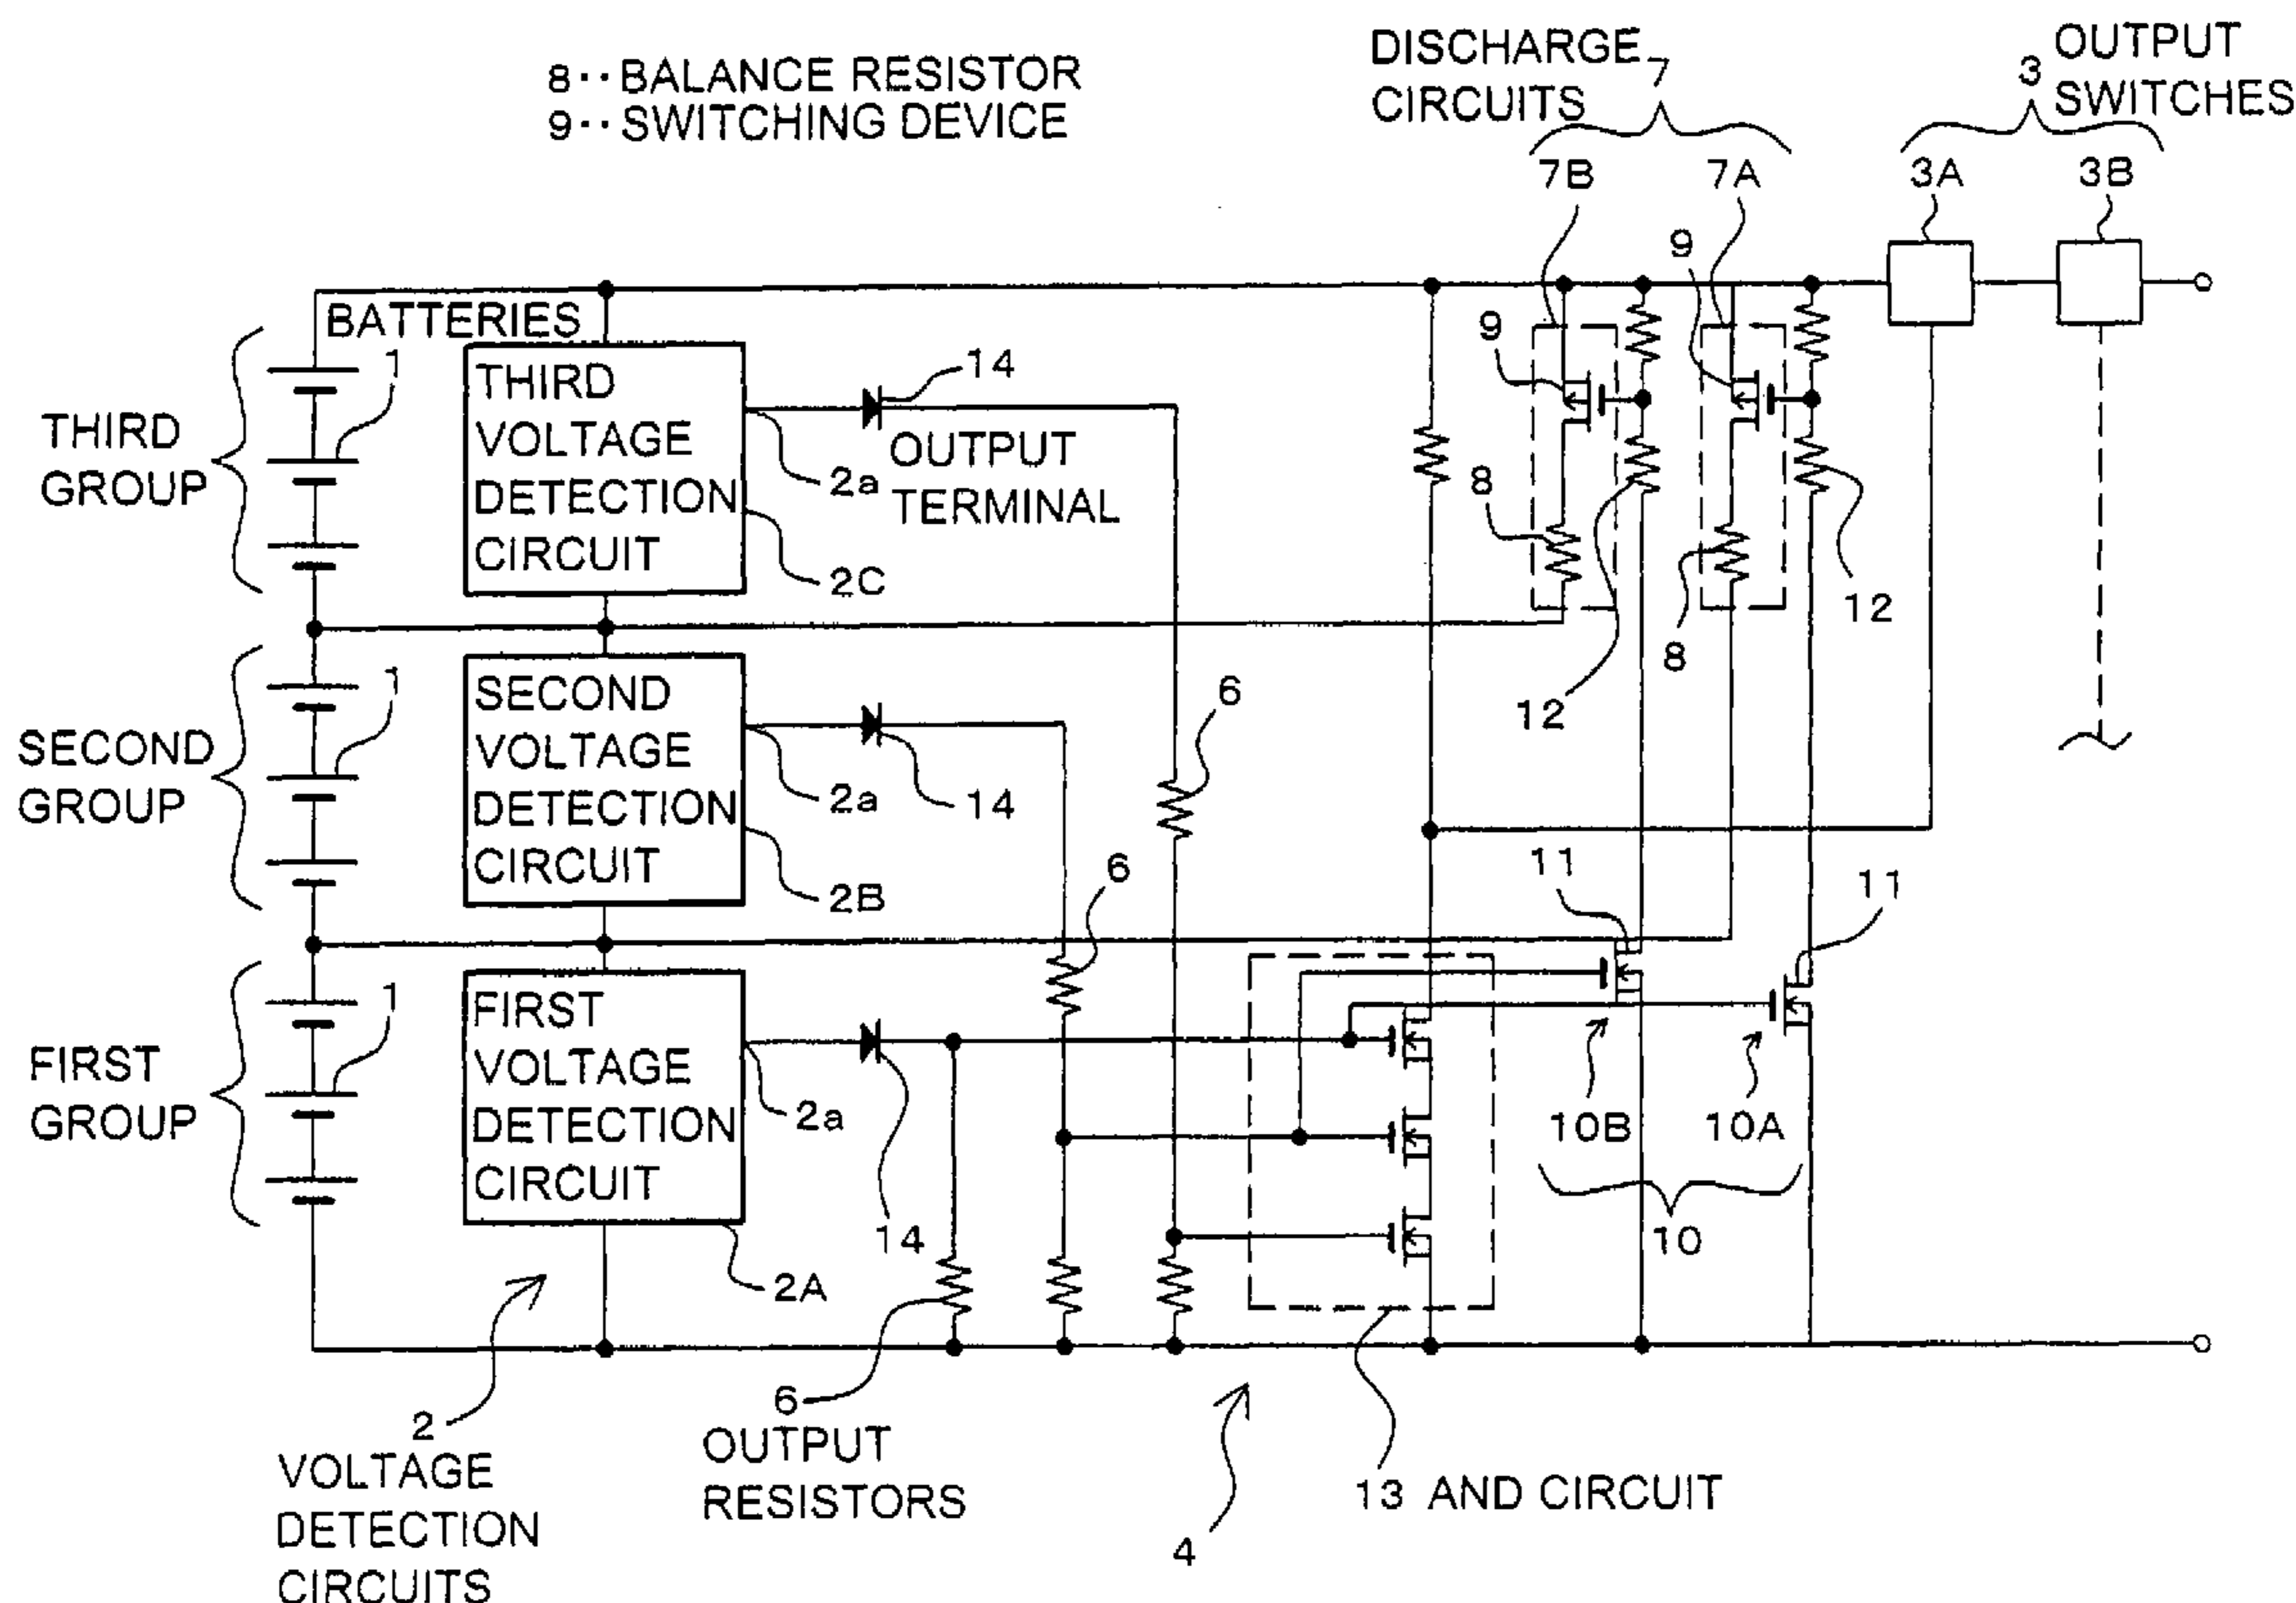 8·· BALANCE RESISTOR
9·· SWITCHING DEVICE
DISCHARGE
CIRCUITS
7
3
OUTPUT
SWITCHES
7B
7A
3A
3B
9
9
BATTERIES
1
THIRD
GROUP
THIRD
VOLTAGE
DETECTION
CIRCUIT
14
OUTPUT
TERMINAL
2a
2C
8
8
12
12
SECOND
GROUP
1
SECOND
VOLTAGE
DETECTION
CIRCUIT
2a
14
2B
6
6
11
11
FIRST
GROUP
1
FIRST
VOLTAGE
DETECTION
CIRCUIT
2a
14
2A
10B
10A
10
2
VOLTAGE
DETECTION
CIRCUITS
6
OUTPUT
RESISTORS
4
13 AND CIRCUIT